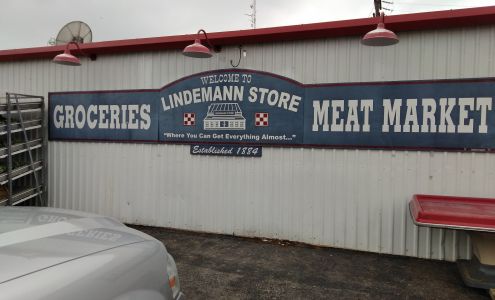 WELCOME TO
GROCERIES
LINDEMANN STORE
MEAT MARKET
"Where You Can Get Everything Almost..."
Established 1884